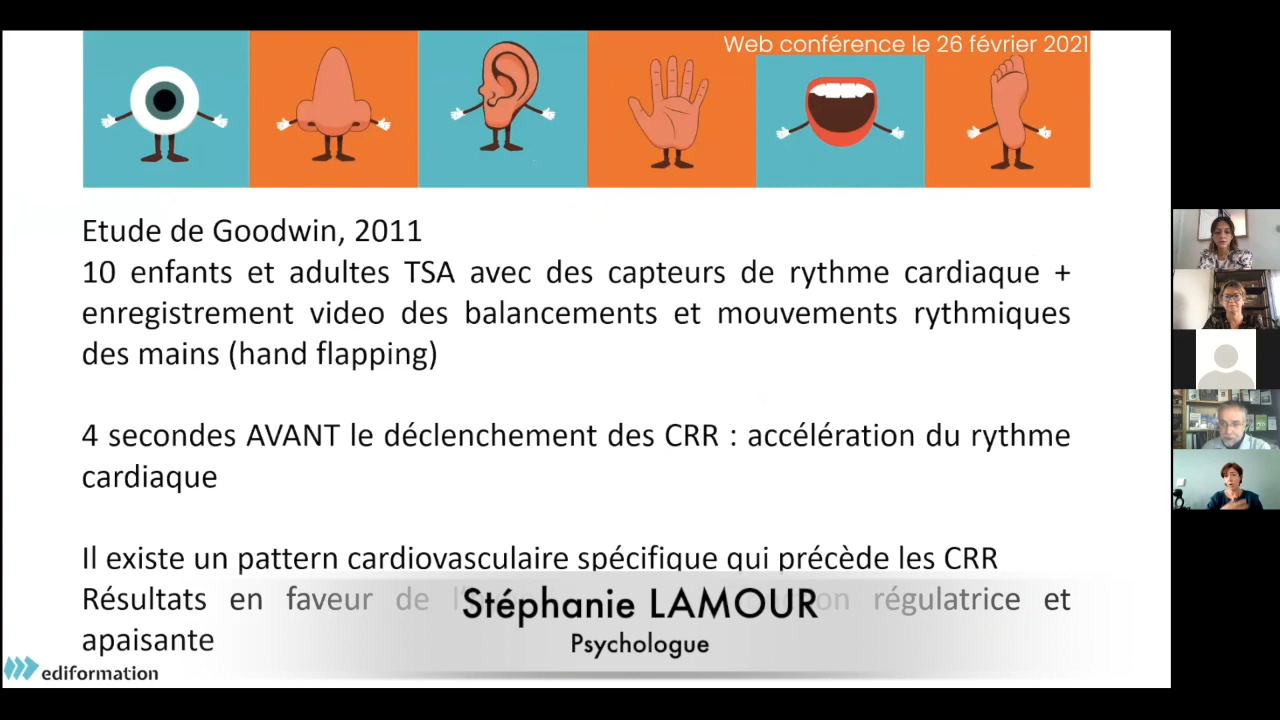 Web conférence le 26 février 2021
Etude de Goodwin, 2011
10 enfants et adultes TSA avec des capteurs de rythme cardiaque +
enregistrement video des balancements et mouvements rythmiques
des mains (hand flapping)
4 secondes AVANT le déclenchement des CRR : accélération du rythme
cardiaque
Il existe un pattern cardiovasculaire spécifique qui précède les CRR
Résultats en faveur de régulatrice et
apaisante
Stéphanie LAMOUR
Psychologue
ediformation